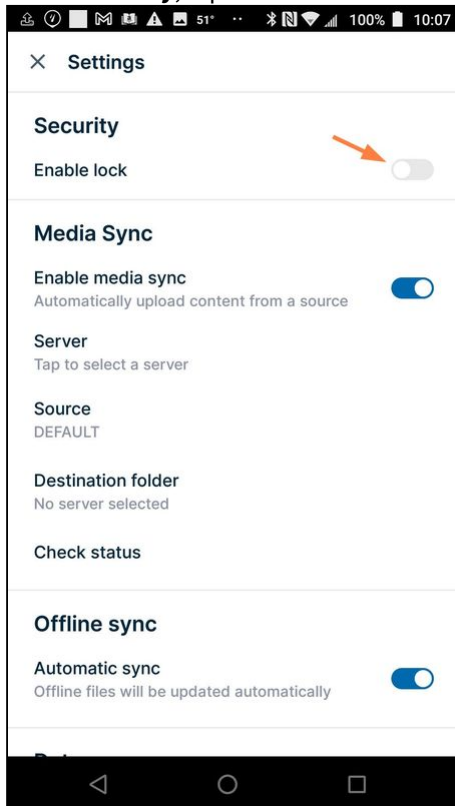 51° 100% 10:07
Settings
Security
Enable lock
Media Sync
Enable media sync
Automatically upload content from a source
Server
Tap to select a server
Source
DEFAULT
Destination folder
No server selected
Check status
Offline sync
Automatic sync
Offline files will be updated automatically